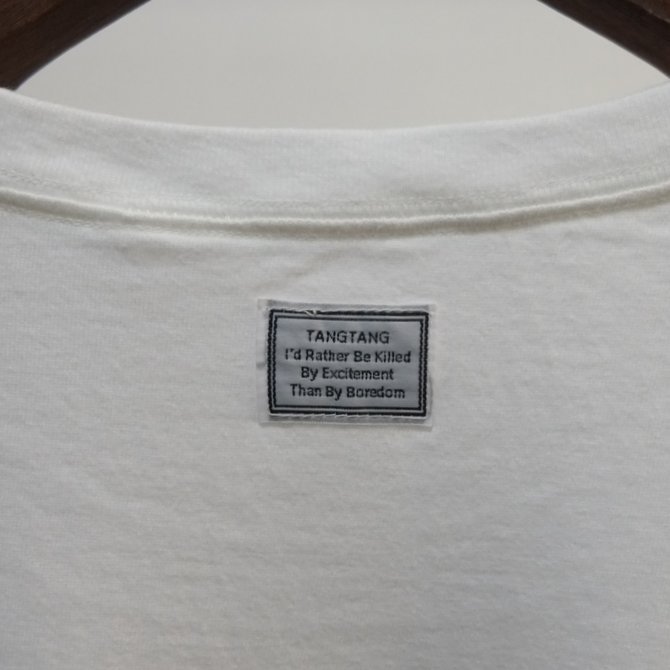 TANGTANG
I'd Rather Be Killed
By Excitement
Than By Boredom